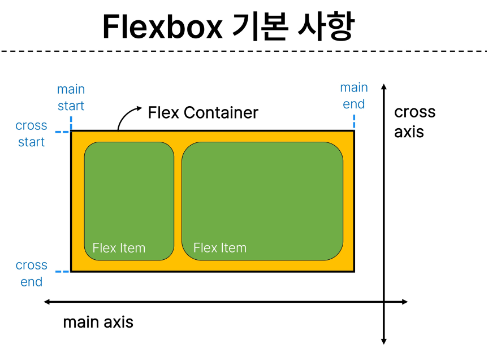 Flexbox 기본 사항
main
start
main
end
Flex Container
cross
axis
cross
start
Flex Item
Flex Item
cross
end
main axis